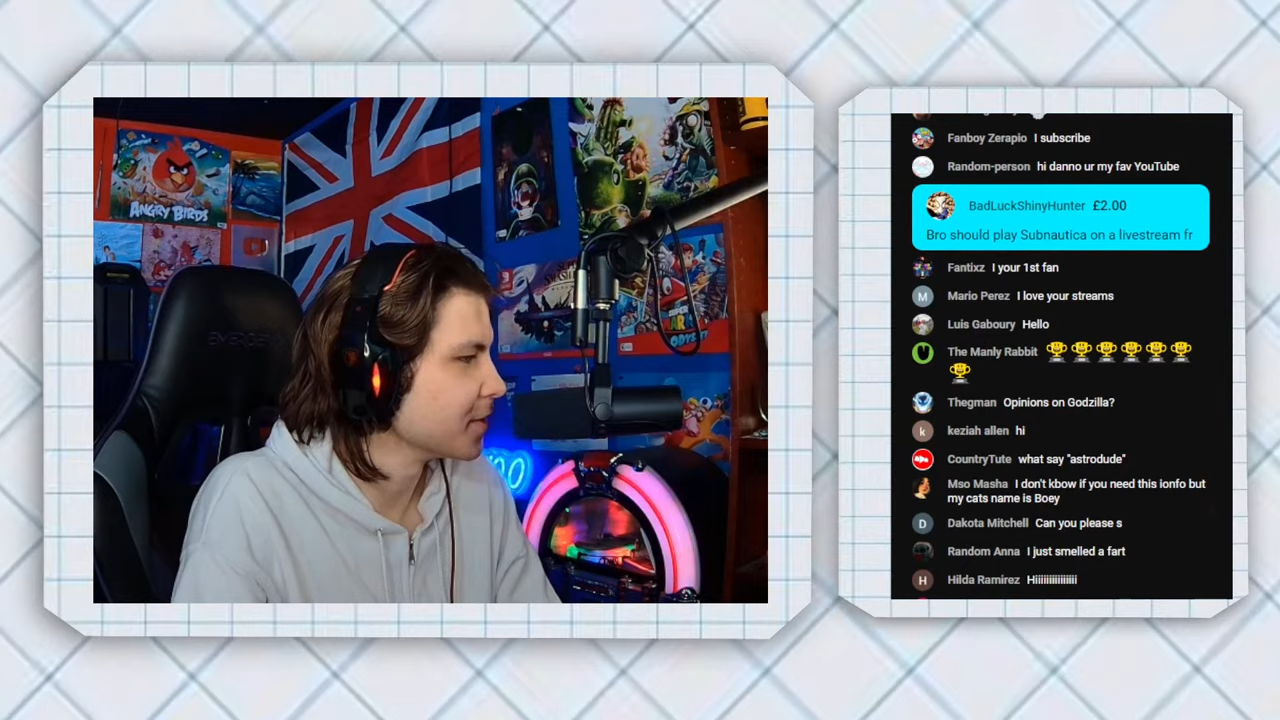 ANGRY BIRDS
SUPER
MARIO
ODYSSEY
Fanboy Zerapio I subscribe
Random-person hi danno ur my fav YouTube
BadLuckShinyHunter £2.00
Bro should play Subnautica on a livestream fr
Fantixz I your 1st fan
M Mario Perez I love your streams
Luis Gaboury Hello
The Manly Rabbit
Thegman Opinions on Godzilla?
k keziah allen hi
CountryTute what say "astrodude"
Mso Masha I don't kbow if you need this ionfo but
my cats name is Boey
D Dakota Mitchell Can you please s
Random Anna I just smelled a fart
H Hilda Ramirez Hiiiiiiiiiiiiiii